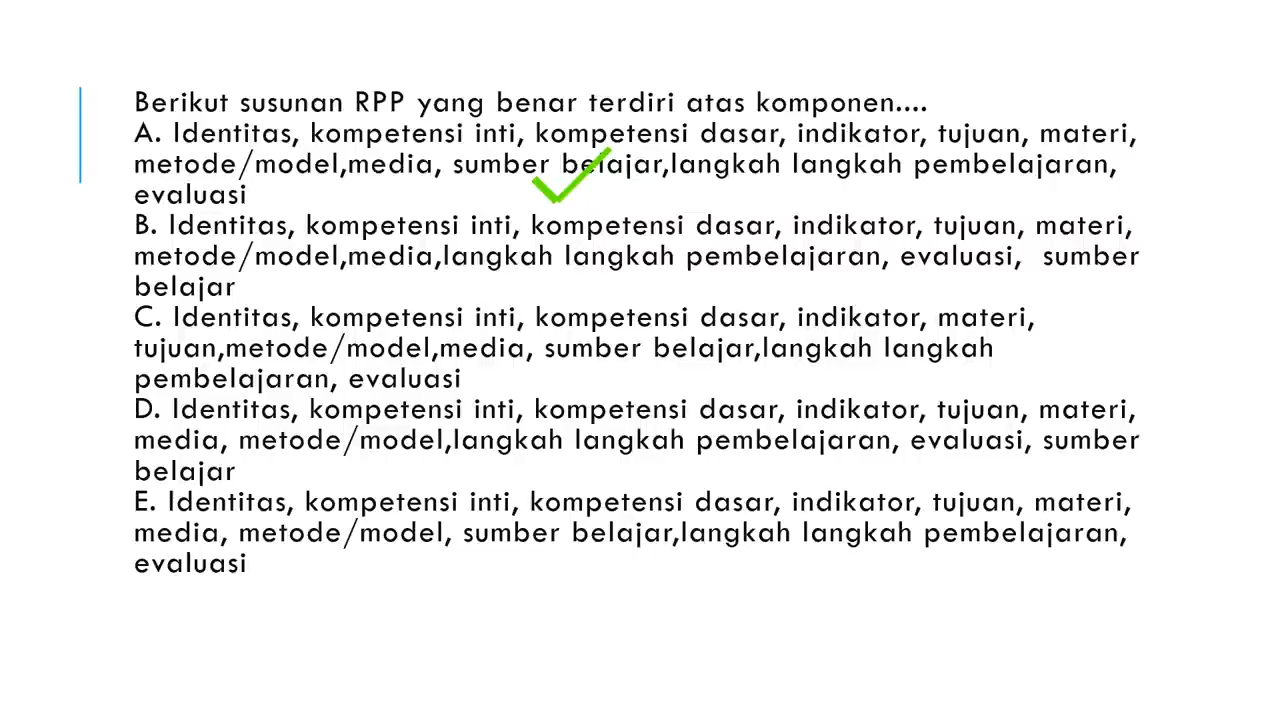 Berikut susunan RPP yang benar terdiri atas komponen....
A. Identitas, kompetensi inti, kompetensi dasar, indikator, tujuan, materi,
metode/model,media, sumber belajar,langkah langkah pembelajaran,
evaluasi
B. Identitas, kompetensi inti, kompetensi dasar, indikator, tujuan, materi,
metode/model,media,langkah langkah pembelajaran, evaluasi,  sumber
belajar
C. Identitas, kompetensi inti, kompetensi dasar, indikator, materi,
tujuan,metode/model,media, sumber belajar,langkah langkah
pembelajaran, evaluasi
D. Identitas, kompetensi inti, kompetensi dasar, indikator, tujuan, materi,
media, metode/model,langkah langkah pembelajaran, evaluasi, sumber
belajar
E. Identitas, kompetensi inti, kompetensi dasar, indikator, tujuan, materi,
media, metode/model, sumber belajar,langkah langkah pembelajaran,
evaluasi